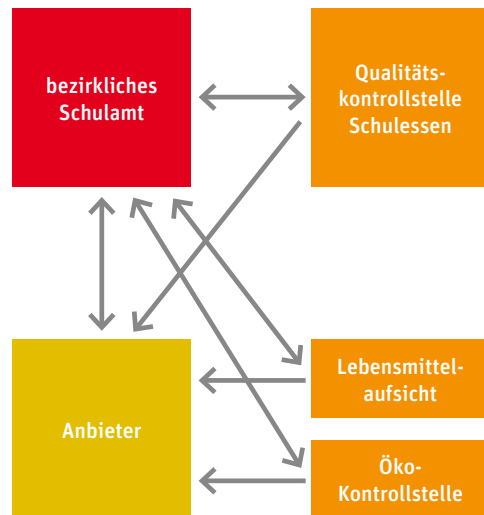 bezirkliches
Schulamt
Qualitäts-
kontrollstelle
Schulessen
Anbieter
Lebensmittel-
aufsicht
Öko-
Kontrollstelle